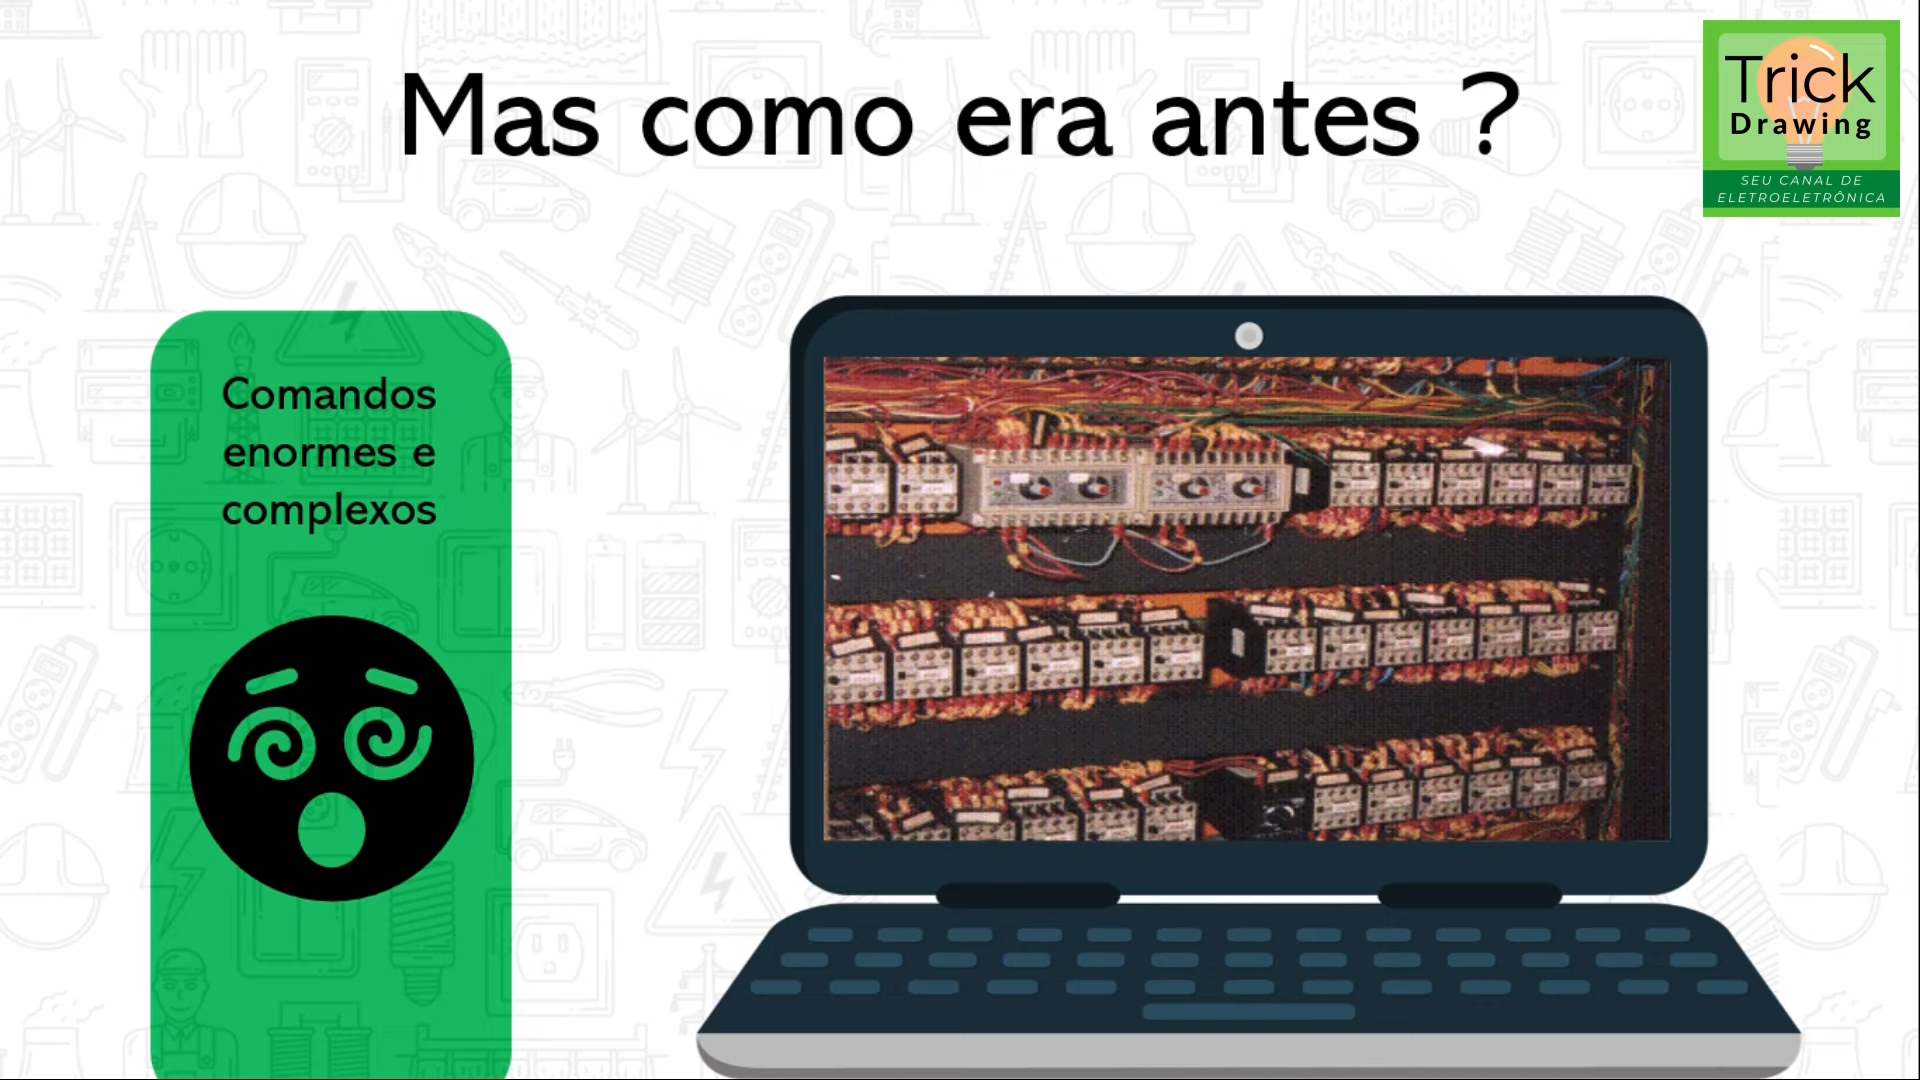 Mas como era antes ?
Trick
Drawing
SEU CANAL DE
ELETROELETRÔNICA
Comandos
enormes e
complexos